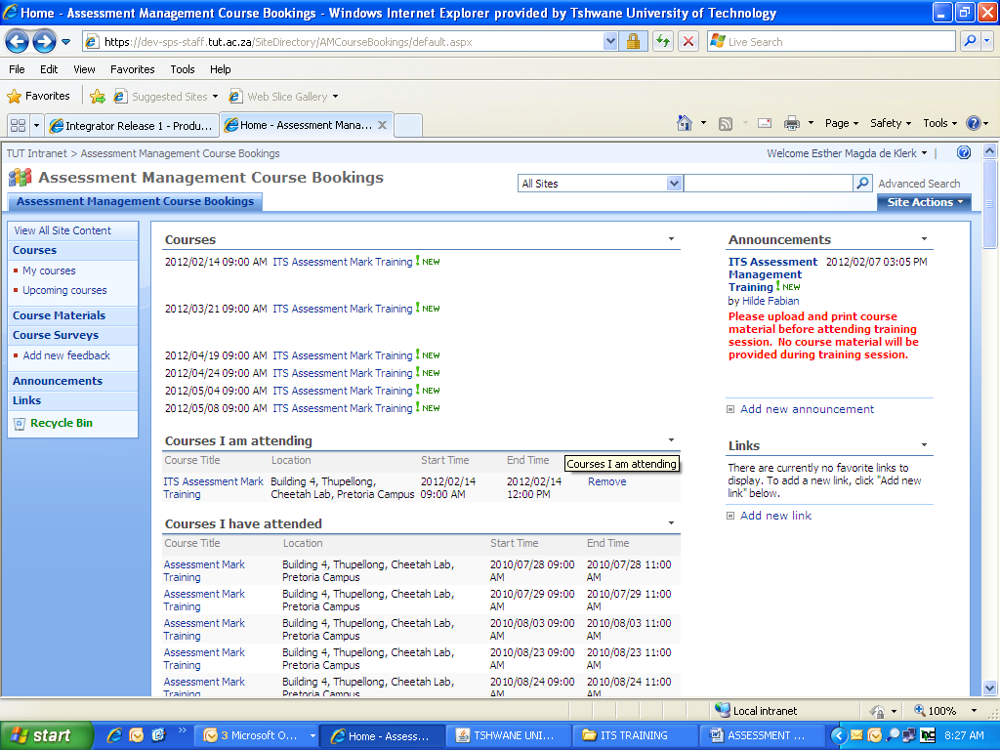 Home - Assessment Management Course Bookings - Windows Internet Explorer provided by Tshwane University of Technology
https://dev-sps-staff.tut.ac.za/SiteDirectory/AMCourseBookings/default.aspx
Live Search
File Edit View Favorites Tools Help
Favorites Suggested Sites Web Slice Gallery
Integrator Release 1 - Produ... Home - Assessment Mana... Page Safety Tools
TUT Intranet > Assessment Management Course Bookings
Welcome Esther Magda de Klerk
Assessment Management Course Bookings
All Sites
Advanced Search
Assessment Management Course Bookings
Site Actions
View All Site Content
Courses
My courses
Upcoming courses
Course Materials
Course Surveys
Add new feedback
Announcements
Links
Recycle Bin
Courses
2012/02/14 09:00 AM ITS Assessment Mark Training ! NEW
2012/03/21 09:00 AM ITS Assessment Mark Training ! NEW
2012/04/19 09:00 AM ITS Assessment Mark Training ! NEW
2012/04/24 09:00 AM ITS Assessment Mark Training ! NEW
2012/05/04 09:00 AM ITS Assessment Mark Training ! NEW
2012/05/08 09:00 AM ITS Assessment Mark Training ! NEW
Courses I am attending
Course Title Location Start Time End Time
Courses I am attending
ITS Assessment Mark Building 4, Thupellong, 2012/02/14 2012/02/14 Remove
Training Cheetah Lab, Pretoria Campus 09:00 AM 12:00 PM
Courses I have attended
Course Title Location Start Time End Time
Assessment Mark Building 4, Thupellong, Cheetah Lab, 2010/07/28 09:00 2010/07/28 11:00
Training Pretoria Campus AM AM
Assessment Mark Building 4, Thupellong, Cheetah Lab, 2010/07/29 09:00 2010/07/29 11:00
Training Pretoria Campus AM AM
Assessment Mark Building 4, Thupellong, Cheetah Lab, 2010/08/03 09:00 2010/08/03 11:00
Training Pretoria Campus AM AM
Assessment Mark Building 4, Thupellong, Cheetah Lab, 2010/08/23 09:00 2010/08/23 11:00
Training Pretoria Campus AM AM
Assessment Mark Building 4, Thupellong, Cheetah Lab, 2010/08/24 09:00 2010/08/24 11:00
Training Pretoria Campus AM AM
Announcements
ITS Assessment 2012/02/07 03:05 PM
Management
Training ! NEW
by Hilde Fabian
Please upload and print course
material before attending training
session. No course material will be
provided during training session.
Add new announcement
Links
There are currently no favorite links to
display. To add a new link, click "Add new
link" below.
Add new link
Local intranet 100%
start 3 Microsoft O... Home - Assess... TSHWANE UNI... ITS TRAINING ASSESSMENT ... 8:27 AM